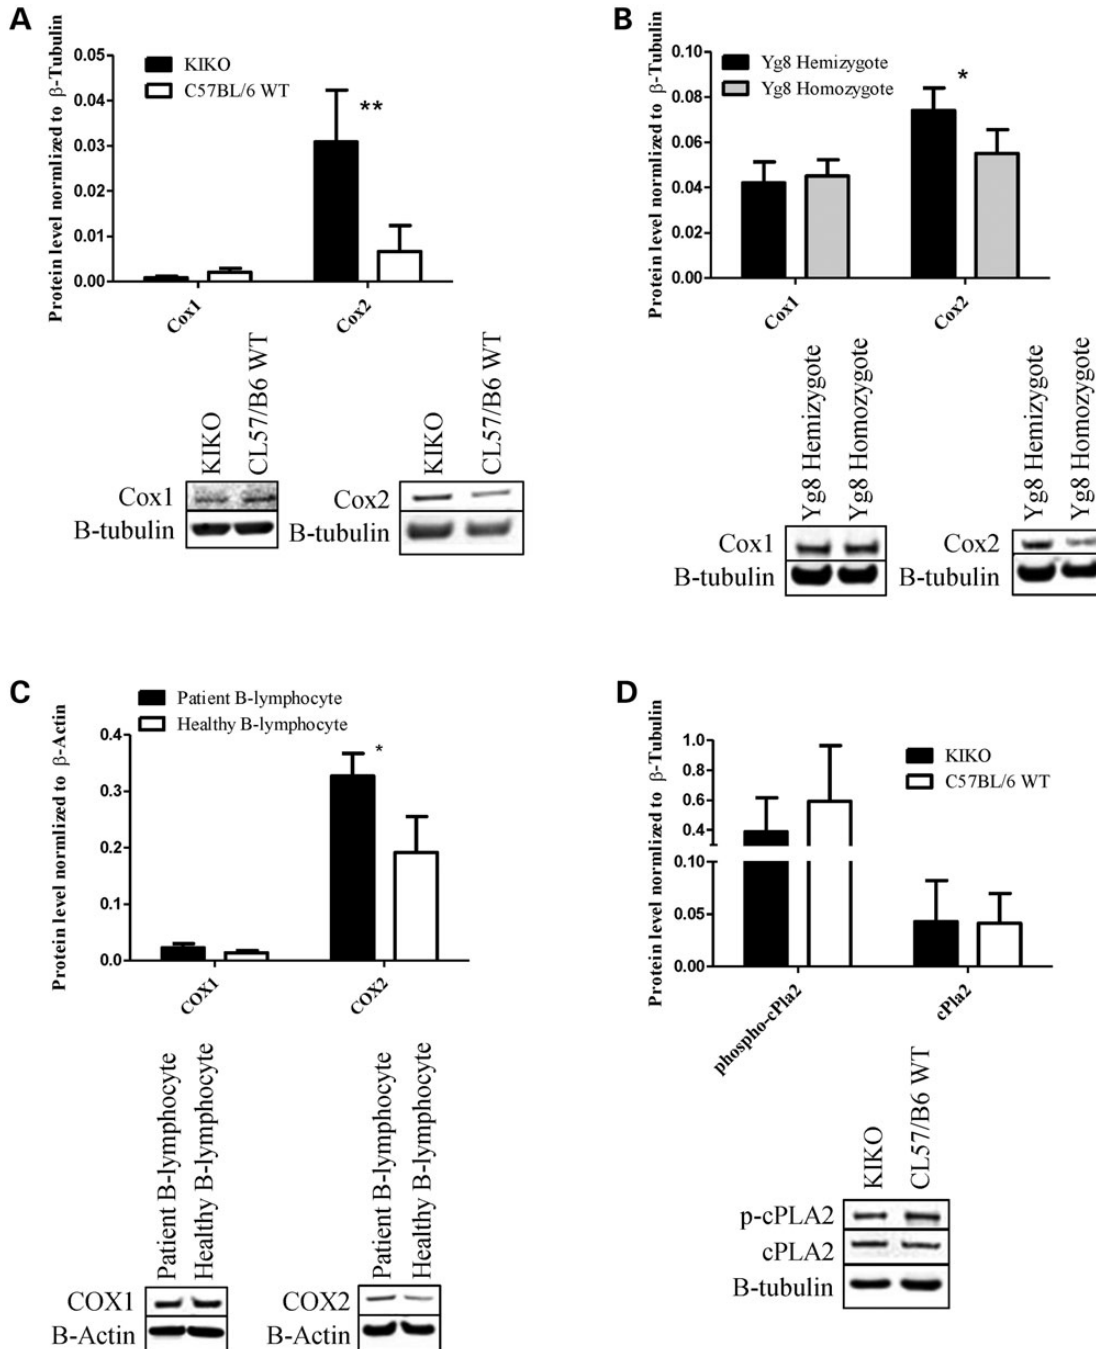 A
Protein level normlized to β-Tubulin
0.05
0.04
0.03
0.02
0.01
0.00
KIKO
C57BL/6 WT
**
Cox1
Cox2
KIKO
CL57/B6 WT
KIKO
CL57/B6 WT
Cox1
B-tubulin
Cox2
B-tubulin
B
Protein level normlized to β-Tubulin
0.10
0.08
0.06
0.04
0.02
0.00
Yg8 Hemizygote
Yg8 Homozygote
*
Cox1
Cox2
Yg8 Hemizygote
Yg8 Homozygote
Yg8 Hemizygote
Yg8 Homozygote
Cox1
B-tubulin
Cox2
B-tubulin
C
Patient B-lymphocyte
Healthy B-lymphocyte
Protein level normlized to β-Actin
0.4
0.3
0.2
0.1
0.0
*
COX1
COX2
Patient B-lymphocyte
Healthy B-lymphocyte
Patient B-lymphocyte
Healthy B-lymphocyte
COX1
B-Actin
COX2
B-Actin
D
Protein level normlized to β-Tubulin
1.0
0.8
0.6
0.4
0.10
0.05
0.00
KIKO
C57BL/6 WT
phospho-cPla2
cPla2
KIKO
CL57/B6 WT
p-cPLA2
cPLA2
B-tubulin